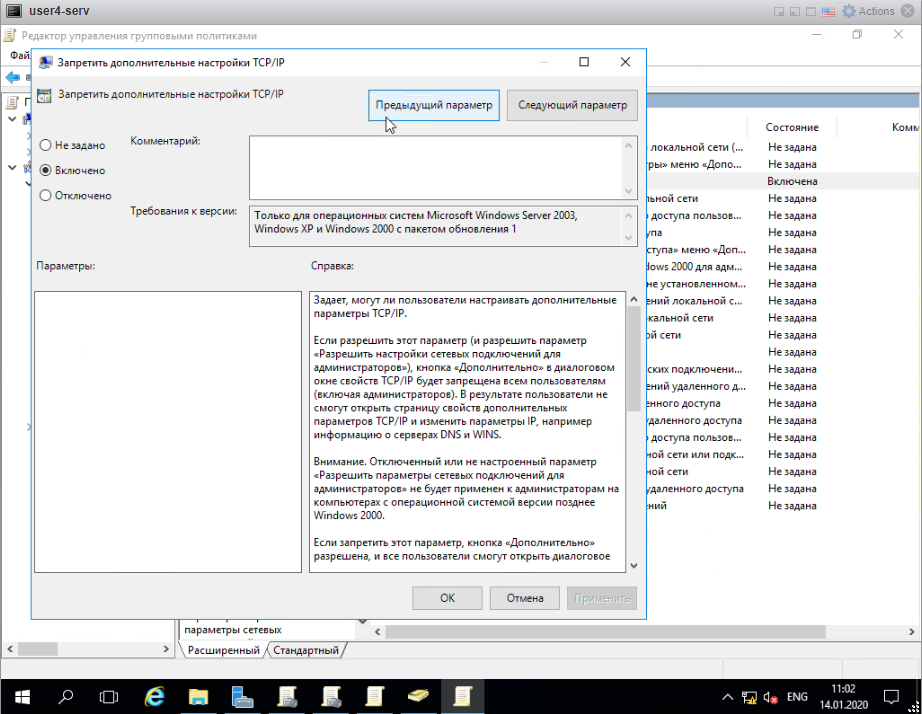 user4-serv
Actions
Редактор управления групповыми политиками
Фай
Запретить дополнительные настройки TCP/IP
Запретить дополнительные настройки TCP/IP
Предыдущий параметр
Следующий параметр
Не задано
Включено
Отключено
Комментарий:
Требования к версии:
Только для операционных систем Microsoft Windows Server 2003,
Windows XP и Windows 2000 с пакетом обновления 1
Параметры:
Справка:
Задает, могут ли пользователи настраивать дополнительные
параметры TCP/IP.
Если разрешить этот параметр (и разрешить параметр
«Разрешить настройки сетевых подключений для
администраторов»), кнопка «Дополнительно» в диалоговом
окне свойств TCP/IP будет запрещена всем пользователям
(включая администраторов). В результате пользователи не
смогут открыть страницу свойств дополнительных
параметров TCP/IP и изменить параметры IP, например
информацию о серверах DNS и WINS.
Внимание. Отключенный или не настроенный параметр
«Разрешить параметры сетевых подключений для
администраторов» не будет применен к администраторам на
компьютерах с операционной системой версии позднее
Windows 2000.
Если запретить этот параметр, кнопка «Дополнительно»
разрешена, и все пользователи смогут открыть диалоговое
ОК
Отмена
Применить
Состояние
Комм
локальной сети (... Не задана
ры» меню «Допо... Не задана
Включена
льной сети Не задана
доступа пользов... Не задана
упа Не задана
ступа» меню «Доп... Не задана
dows 2000 для адм... Не задана
не установленном... Не задана
ений локальной с... Не задана
кальной сети Не задана
ой сети Не задана
Не задана
ских подключени... Не задана
ений удаленного д... Не задана
енного доступа Не задана
удаленного доступа Не задана
доступа пользов... Не задана
ной сети или подк... Не задана
ной сети Не задана
удаленного доступа Не задана
ений Не задана
параметры сетевых
Расширенный
Стандартный
ENG
11:02
14.01.2020